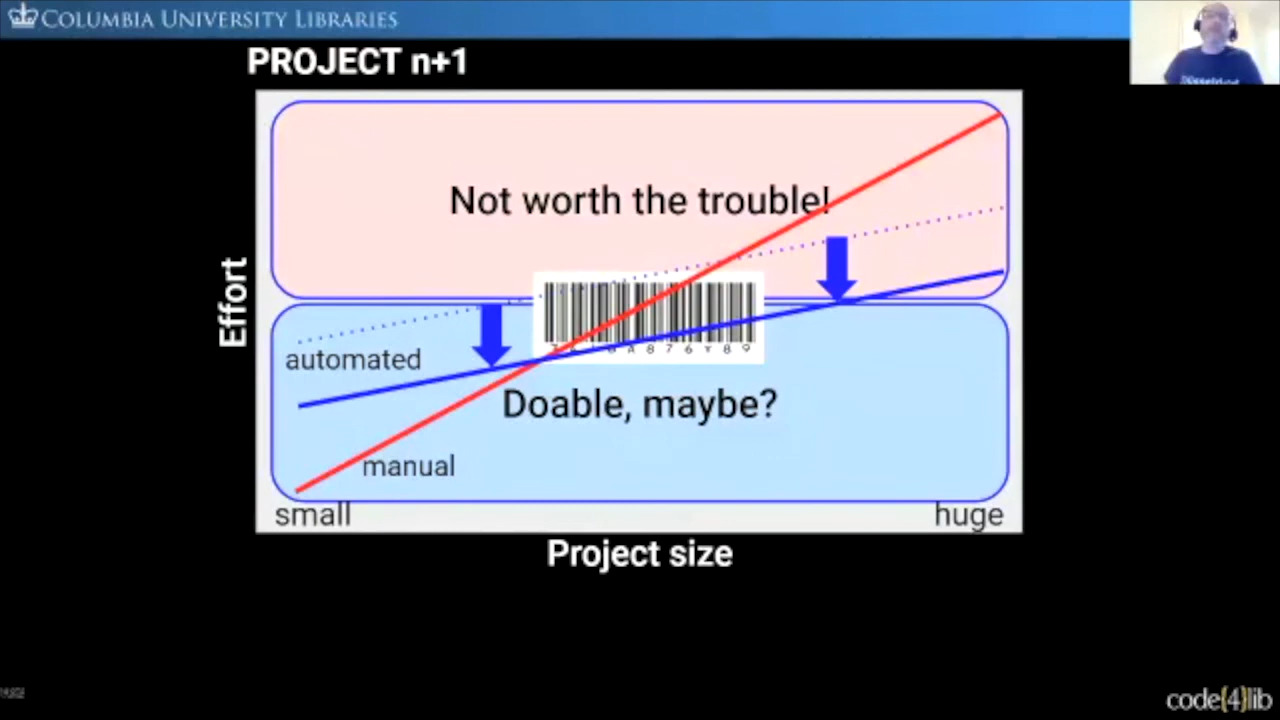 COLUMBIA UNIVERSITY LIBRARIES
PROJECT n+1
Not worth the trouble!
Effort
automated
Doable, maybe?
manual
small
huge
Project size
code{4}lib